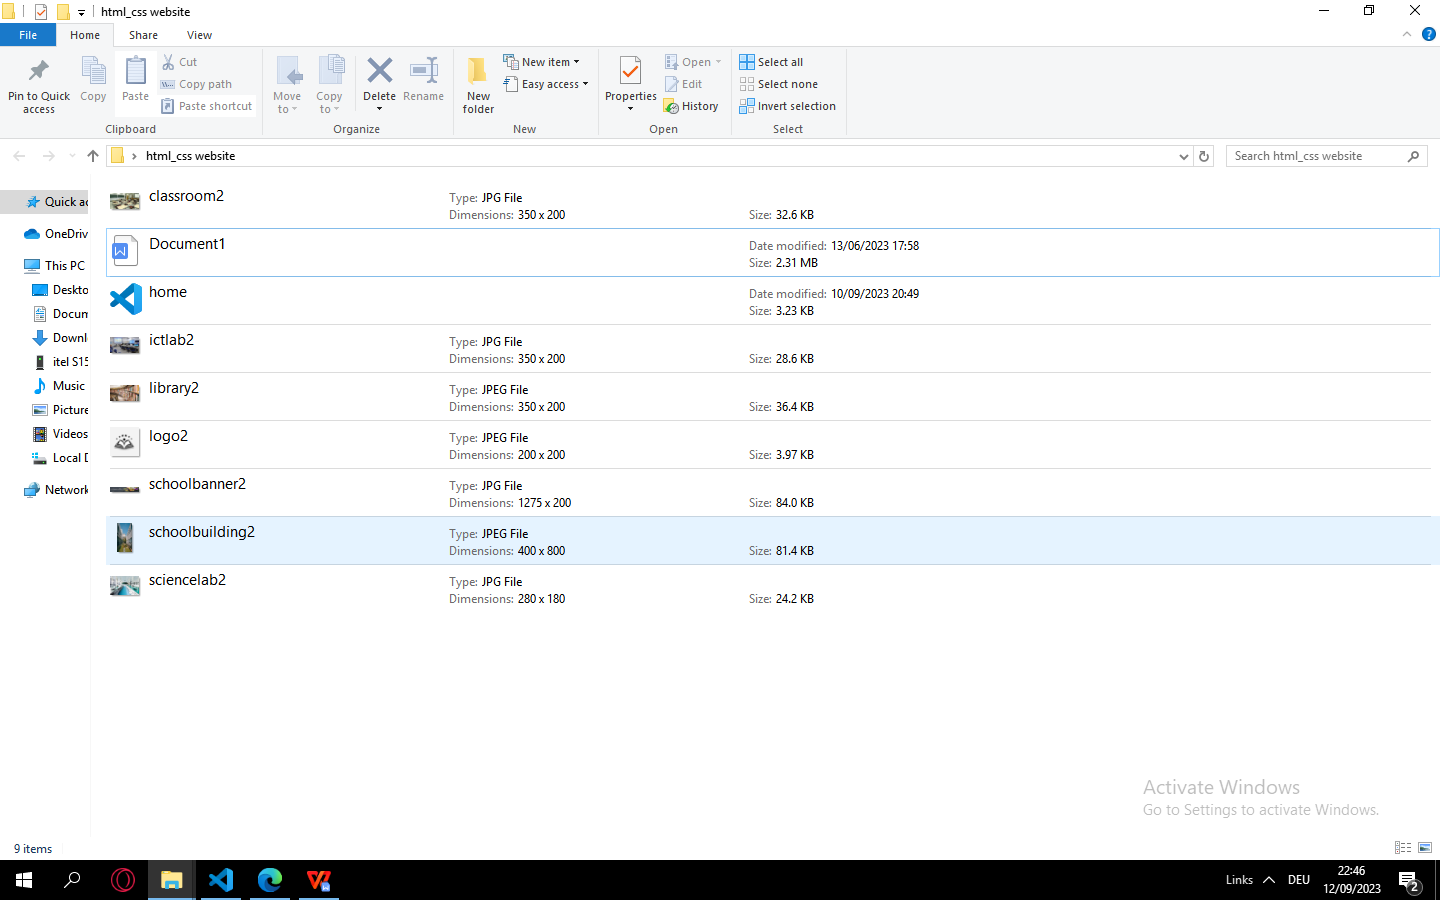 html_css website
File
Home
Share
View
Pin to Quick access
Copy
Paste
Cut
Copy path
Paste shortcut
Clipboard
Move to
Copy to
Delete
Rename
Organize
New folder
New item
Easy access
New
Properties
Open
Edit
History
Open
Select all
Select none
Invert selection
Select
html_css website
Search html_css website
Quick ac
OneDriv
This PC
Deskto
Docum
Downl
itel S15
Music
Picture
Videos
Local D
Network
classroom2
Type: JPG File
Dimensions: 350 x 200
Size: 32.6 KB
Document1
Date modified: 13/06/2023 17:58
Size: 2.31 MB
home
Date modified: 10/09/2023 20:49
Size: 3.23 KB
ictlab2
Type: JPG File
Dimensions: 350 x 200
Size: 28.6 KB
library2
Type: JPEG File
Dimensions: 350 x 200
Size: 36.4 KB
logo2
Type: JPEG File
Dimensions: 200 x 200
Size: 3.97 KB
schoolbanner2
Type: JPG File
Dimensions: 1275 x 200
Size: 84.0 KB
schoolbuilding2
Type: JPEG File
Dimensions: 400 x 800
Size: 81.4 KB
sciencelab2
Type: JPG File
Dimensions: 280 x 180
Size: 24.2 KB
Activate Windows
Go to Settings to activate Windows.
9 items
Links
DEU
22:46
12/09/2023
2